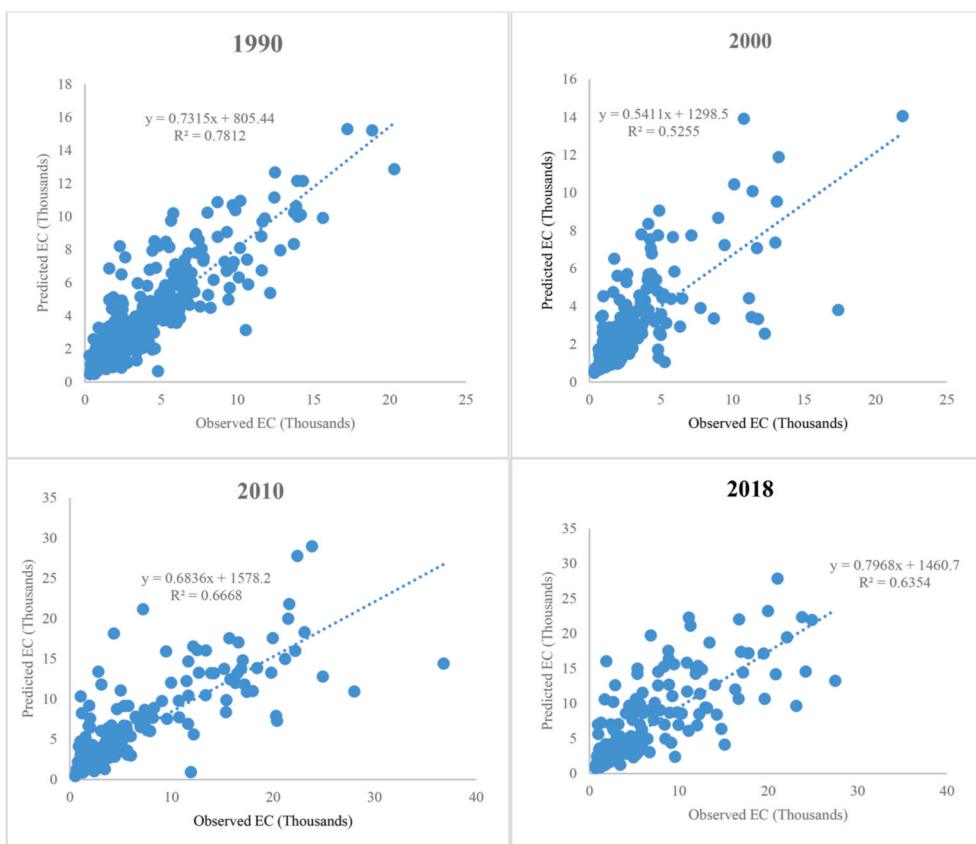 1990
18
16
14
12
10
8
6
4
2
0
0 5 10 15 20 25
y = 0.7315x + 805.44
R² = 0.7812
Predicted EC (Thousands)
Observed EC (Thousands)
2000
16
14
12
10
8
6
4
2
0
0 5 10 15 20 25
y = 0.5411x + 1298.5
R² = 0.5255
Predicted EC (Thousands)
Observed EC (Thousands)
2010
35
30
25
20
15
10
5
0
0 10 20 30 40
y = 0.6836x + 1578.2
R² = 0.6668
Predicted EC (Thousands)
Observed EC (Thousands)
2018
35
30
25
20
15
10
5
0
0 10 20 30 40
y = 0.7968x + 1460.7
R² = 0.6354
Predicted EC (Thousands)
Observed EC (Thousands)